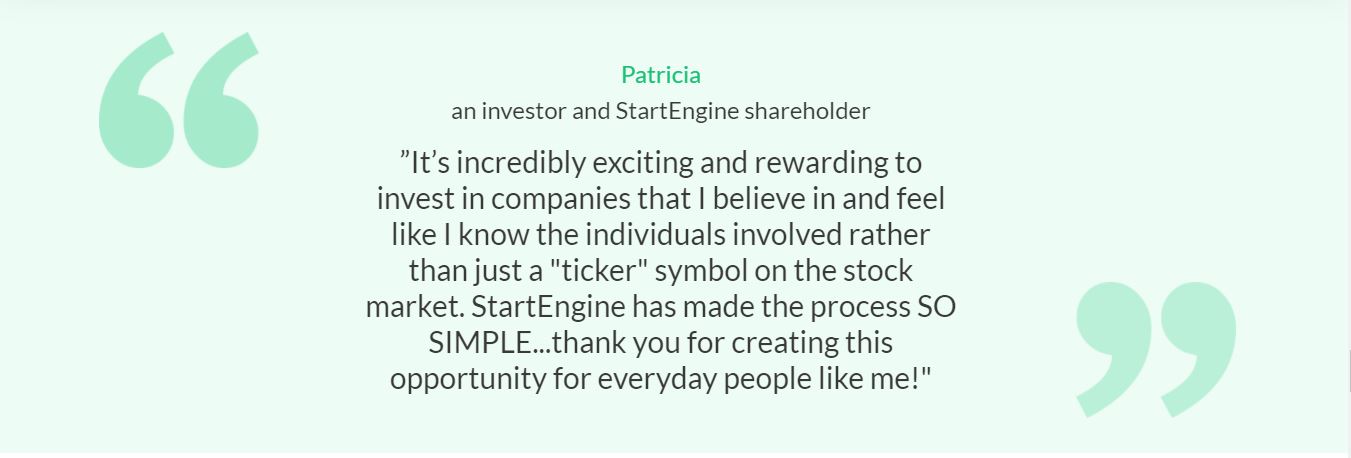 Patricia
an investor and StartEngine shareholder
”It’s incredibly exciting and rewarding to
invest in companies that I believe in and feel
like I know the individuals involved rather
than just a "ticker" symbol on the stock
market. StartEngine has made the process SO
SIMPLE...thank you for creating this
opportunity for everyday people like me!"